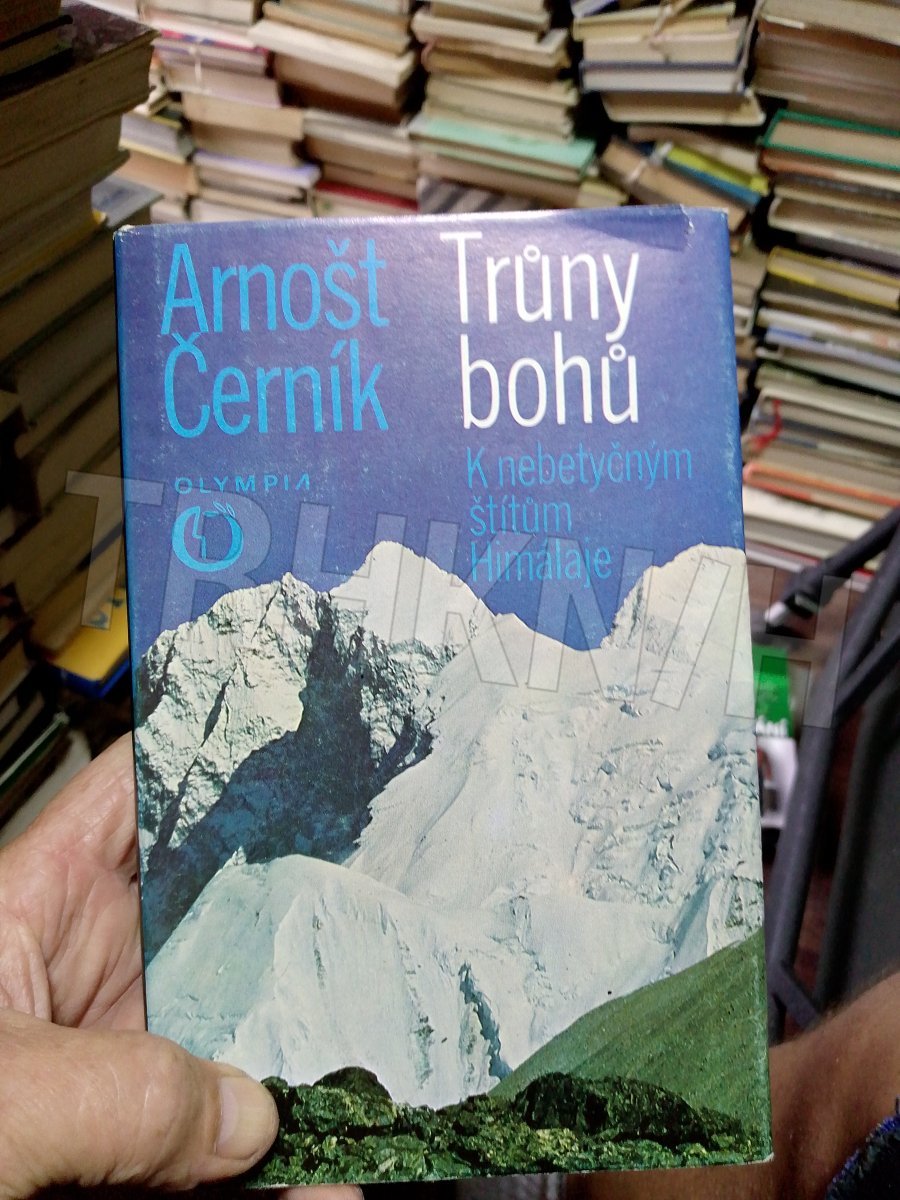 Arnošt
Černík
Trůny
bohů
K nebetyčným
štítům
Himálaje
OLYMPIA
TRHKNIH